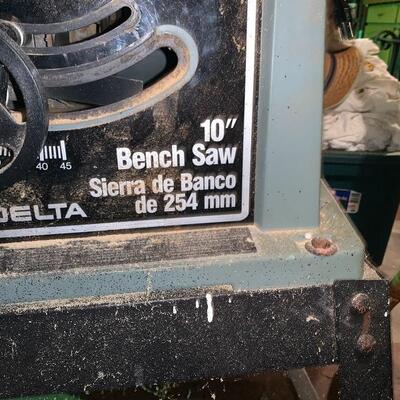 10"
Bench Saw
40 45
Sierra de Banco
DELTA
de 254 mm